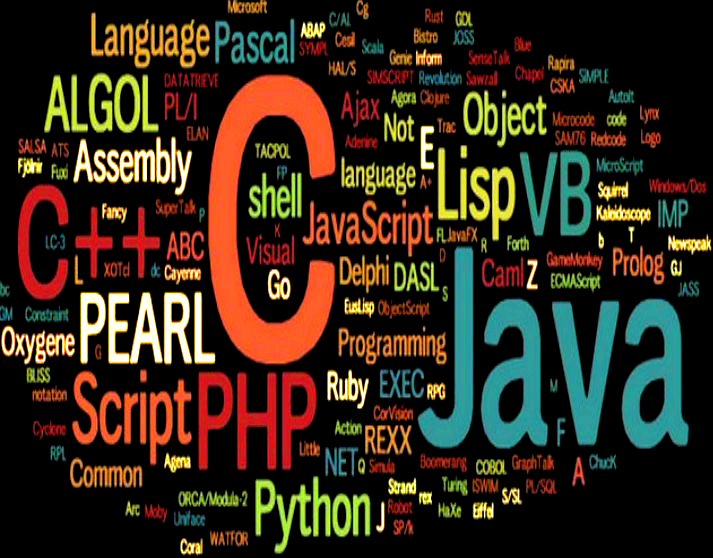 Microsoft
Cg
Language
Pascal
ABAP
C/AL
Rust
GDL
SYMPL
Cesil
Scala
Bistro
JOSS
Genie
Inform
SenseTalk
Blue
HAL/S
SIMSCRIPT
Revolution
Sawzall
Chapel
Rapira
CSKA
SIMPLE
ALGOL
DATATRIEVE
PL/I
ELAN
C
Ajax
Agora
Clojure
Not
Trac
Object
AutoIt
Microcode
code
Lynx
SAM76
Redcode
Logo
SALSA
ATS
Fjölnir
Fuxi
Assembly
TACPOL
FP
Adenine
E
language
A+
Lisp
VB
MicroScript
Squirrel
Windows/Dos
Kaleidoscope
IMP
C++
Fancy
SuperTalk
P
shell
K
JavaScript
FL
JavaFX
R
Forth
b
T
Newspeak
LC-3
ABC
Visual
D
L
XOTcl
dc
Cayenne
Go
Delphi
DASL
S
Caml
Z
GameMonkey
ECMAScript
Prolog
GJ
JASS
bc
GM
Constraint
PEARL
EusLisp
ObjectScript
Java
Oxygene
G
Programming
BLISS
notation
Script
PHP
Ruby
EXEC
RPG
M
F
Cyclone
RPL
CorVision
Action
REXX
Little
Common
Agena
NET
Q
Simula
Boomerang
COBOL
GraphTalk
A
ChucK
Arc
Moby
ORCA/Modula-2
Uniface
Python
J
Strand
rex
Robot
SP/k
Turing
ISWIM
S/SL
PL/SQL
HaXe
Eiffel
Coral
WATFOR